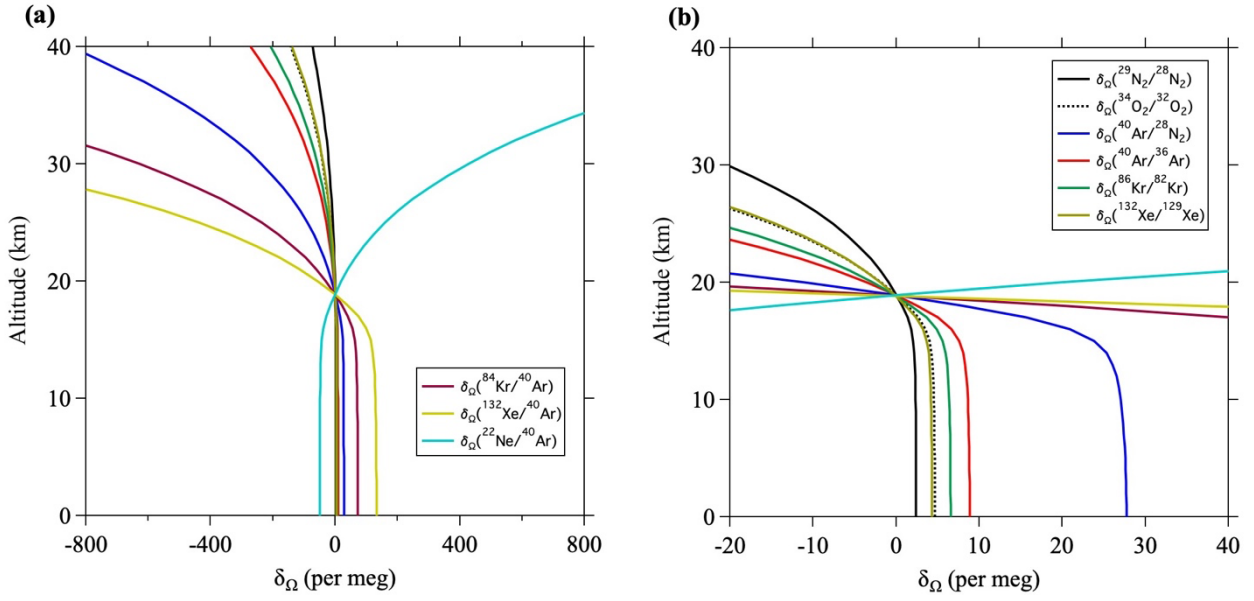 (a)
40
30
20
10
0
Altitude (km)
-800
-400
0
400
800
δΩ (per meg)
δΩ(⁸⁴Kr/⁴⁰Ar)
δΩ(¹³²Xe/⁴⁰Ar)
δΩ(²²Ne/⁴⁰Ar)
(b)
40
30
20
10
0
Altitude (km)
-20
-10
0
10
20
30
40
δΩ (per meg)
δΩ(²⁹N₂/²⁸N₂)
δΩ(³⁴O₂/³²O₂)
δΩ(⁴⁰Ar/²⁸N₂)
δΩ(⁴⁰Ar/³⁶Ar)
δΩ(⁸⁶Kr/⁸²Kr)
δΩ(¹³²Xe/¹²⁹Xe)